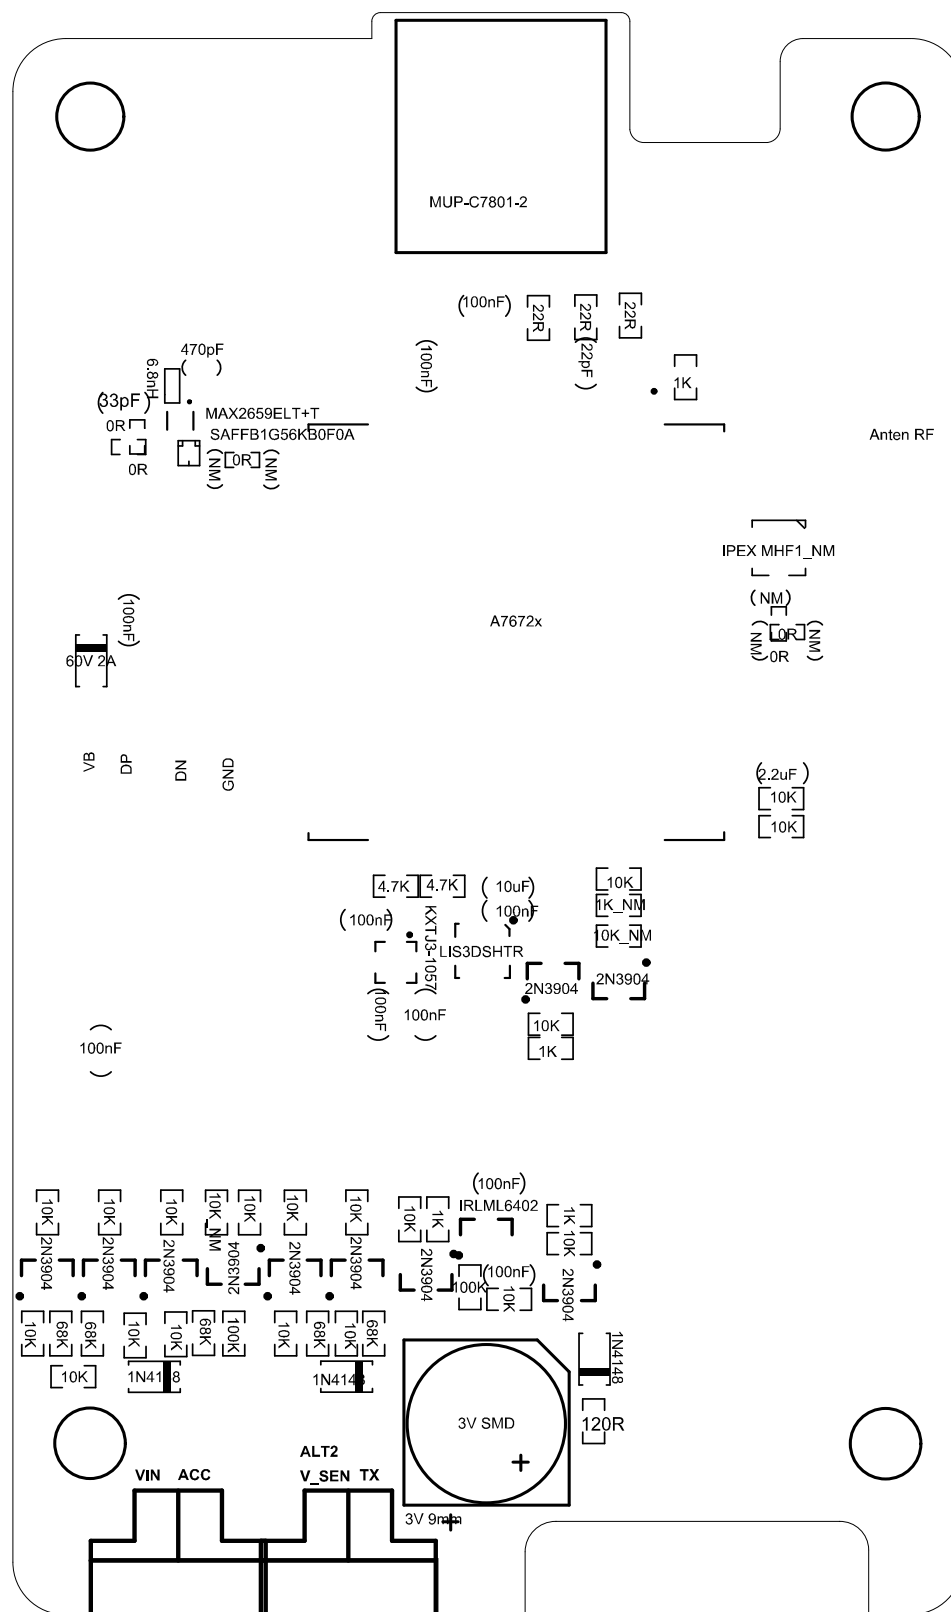 MUP-C7801-2
(100nF)
22R
22R
22R
(100nF)
(22pF)
1K
470pF
6.8nH
(33pF)
0R
0R
MAX2659ELT+T
SAFFB1G56KB0F0A
(NM)
0R
(NM)
Anten RF
IPEX MHF1_NM
(NM)
(NM)
0R
(NM)
0R
A7672x
(100nF)
60V 2A
VB
DP
DN
GND
(2.2uF)
10K
10K
4.7K
4.7K
(10uF)
(100nF)
10K
1K_NM
10K_NM
(100nF)
KXTJ3-1057
LIS3DSHTR
2N3904
2N3904
(100nF)
(100nF)
10K
1K
(100nF)
10K
10K
10K
10K_NM
10K
10K
10K
10K
1K
(100nF)
IRLML6402
1K
10K
2N3904
2N3904
2N3904
2N3904
2N3904
2N3904
2N3904
100K
(100nF)
10K
2N3904
10K
68K
68K
10K
10K
68K
100K
10K
68K
10K
68K
10K
1N4148
1N4148
1N4148
120R
3V SMD
+
VIN
ACC
ALT2
V_SEN
TX
3V 9mm
+